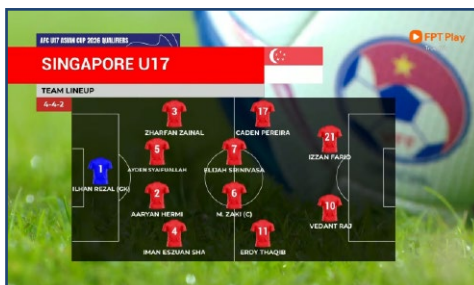 AFC U17 ASIAN CUP 2026 QUALIFIERS
FPT Play
SINGAPORE U17
TEAM LINEUP
4-4-2
3
ZHARFAN ZAINAL
17
CADEN PEREIRA
21
IZZAN FARIQ
5
AYDEN SYAIFULLAH
7
ELIJAH SRINIVASA
1
ILHAN REZAL (GK)
2
AARYAN HERMI
6
M. ZAKI (C)
10
VEDANT RAJ
4
IMAN ESZUAN SHA
11
EROY THAQIB